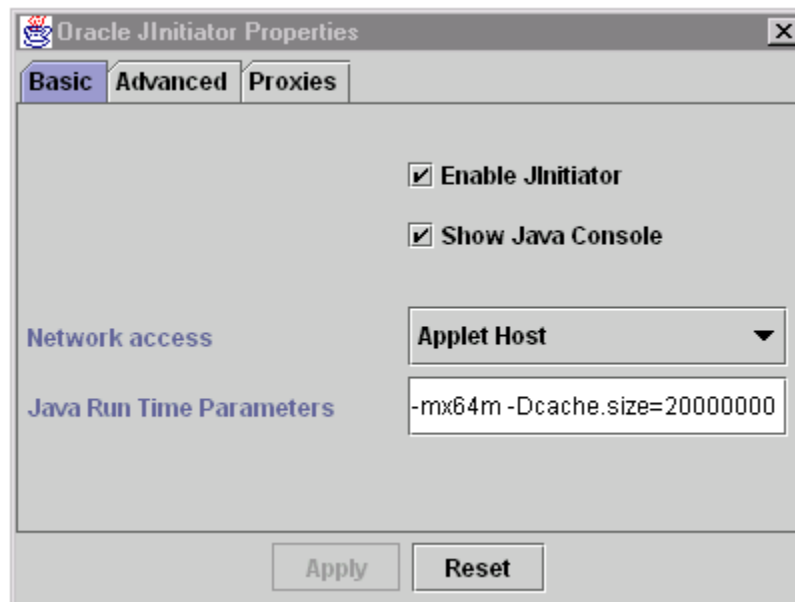 Oracle JInitiator Properties
Basic Advanced Proxies
Enable JInitiator
Show Java Console
Network access Applet Host
Java Run Time Parameters -mx64m -Dcache.size=20000000
Apply Reset